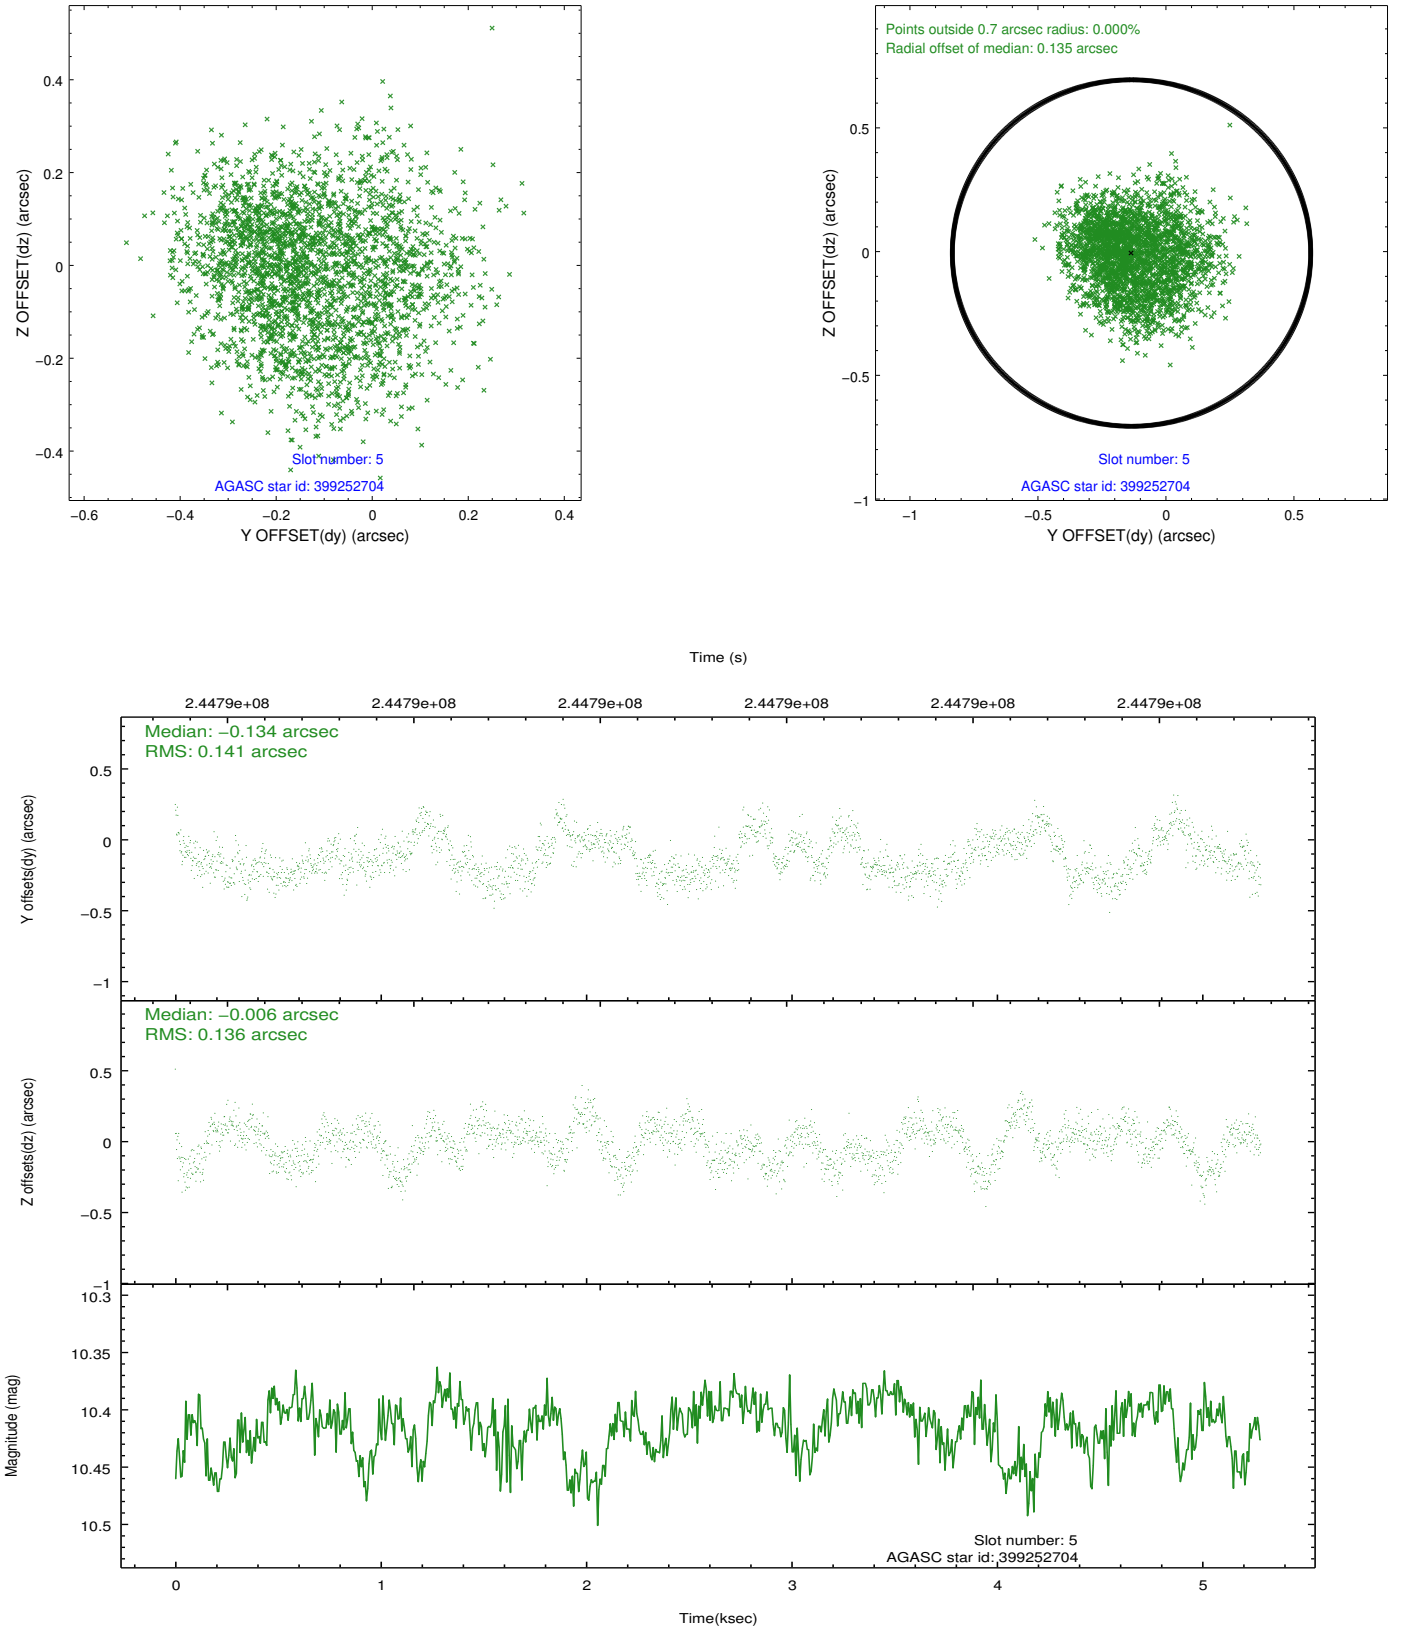 0.4
0.2
0
−0.2
−0.4
Z OFFSET(dz) (arcsec)
Slot number: 5
AGASC star id: 399252704
−0.6 −0.4 −0.2 0 0.2 0.4
Y OFFSET(dy) (arcsec)
Points outside 0.7 arcsec radius: 0.000%
Radial offset of median: 0.135 arcsec
0.5
0
−0.5
−1
Z OFFSET(dz) (arcsec)
Slot number: 5
AGASC star id: 399252704
−1 −0.5 0 0.5
Y OFFSET(dy) (arcsec)
Time (s)
2.4479e+08 2.4479e+08 2.4479e+08 2.4479e+08 2.4479e+08 2.4479e+08
Median: −0.134 arcsec
RMS: 0.141 arcsec
0.5
0
−0.5
−1
Y offsets(dy) (arcsec)
Median: −0.006 arcsec
RMS: 0.136 arcsec
0.5
0
−0.5
−1
Z offsets(dz) (arcsec)
10.3
10.35
10.4
10.45
10.5
Magnitude (mag)
Slot number: 5
AGASC star id: 399252704
0 1 2 3 4 5
Time(ksec)